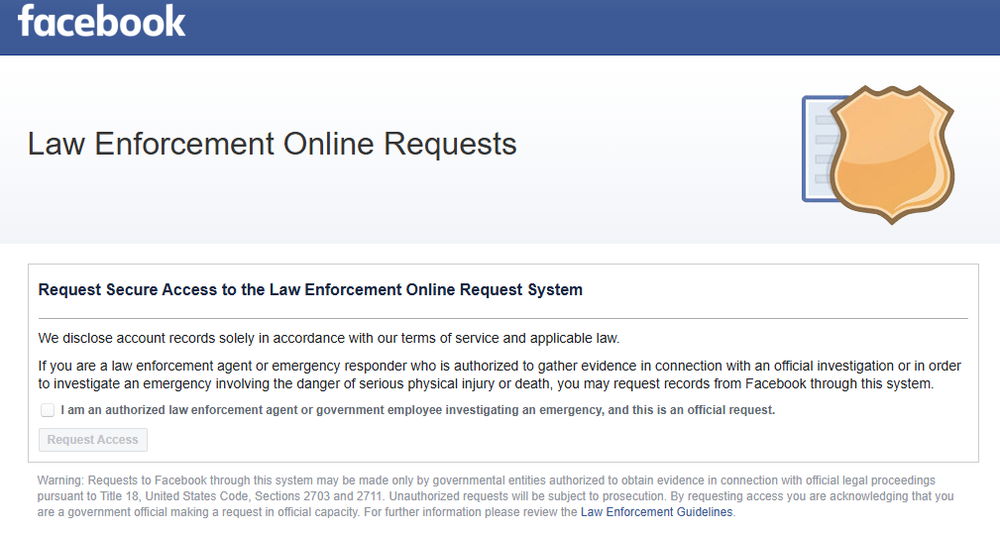 facebook
Law Enforcement Online Requests
Request Secure Access to the Law Enforcement Online Request System
We disclose account records solely in accordance with our terms of service and applicable law.
If you are a law enforcement agent or emergency responder who is authorized to gather evidence in connection with an official investigation or in order
to investigate an emergency involving the danger of serious physical injury or death, you may request records from Facebook through this system.
I am an authorized law enforcement agent or government employee investigating an emergency, and this is an official request.
Request Access
Warning: Requests to Facebook through this system may be made only by governmental entities authorized to obtain evidence in connection with official legal proceedings
pursuant to Title 18, United States Code, Sections 2703 and 2711. Unauthorized requests will be subject to prosecution. By requesting access you are acknowledging that you
are a government official making a request in official capacity. For further information please review the Law Enforcement Guidelines.